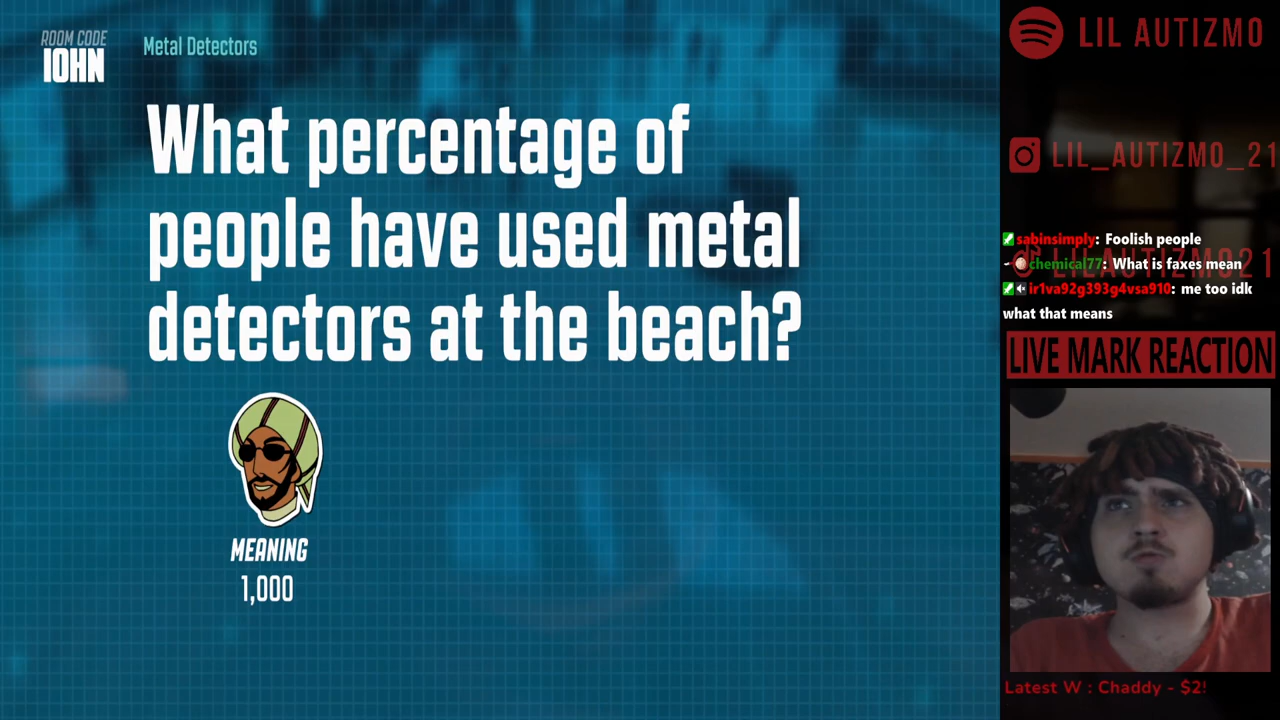 ROOM CODE
IOHN
Metal Detectors
What percentage of
people have used metal
detectors at the beach?
MEANING
1,000
LIL AUTIZMO
LIL_AUTIZMO_21
sabinsimply: Foolish people
LILAUTIZMO21
chemical77: What is faxes mean
ir1va92g393g4vsa910: me too idk
what that means
LIVE MARK REACTION
Latest W : Chaddy - $2!